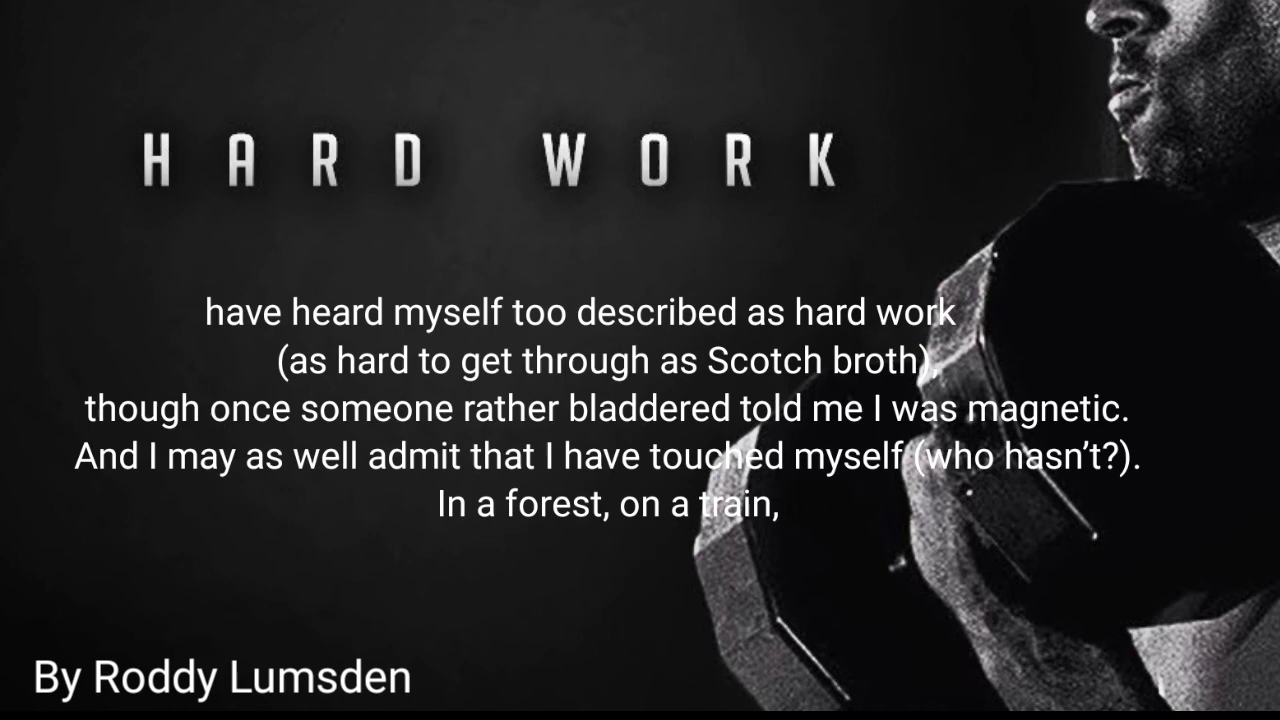 HARD WORK
have heard myself too described as hard work
(as hard to get through as Scotch broth),
though once someone rather bladdered told me I was magnetic.
And I may as well admit that I have touched myself (who hasn’t?).
In a forest, on a train,
By Roddy Lumsden